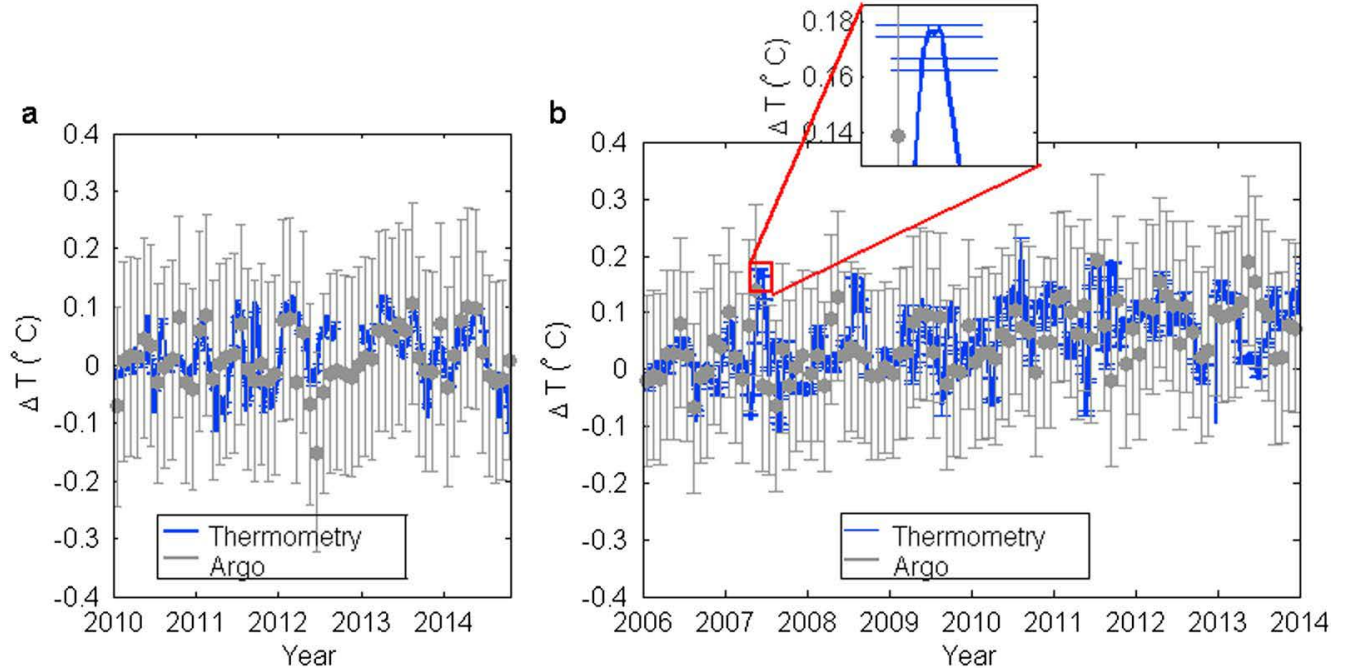 a
0.4
0.3
0.2
0.1
0
-0.1
-0.2
-0.3
-0.4
Δ T (° C)
2010 2011 2012 2013 2014
Year
Thermometry
Argo
b
0.4
0.3
0.2
0.1
0
-0.1
-0.2
-0.3
-0.4
Δ T (° C)
2006 2007 2008 2009 2010 2011 2012 2013 2014
Year
Thermometry
Argo
0.18
0.16
0.14
Δ T (° C)